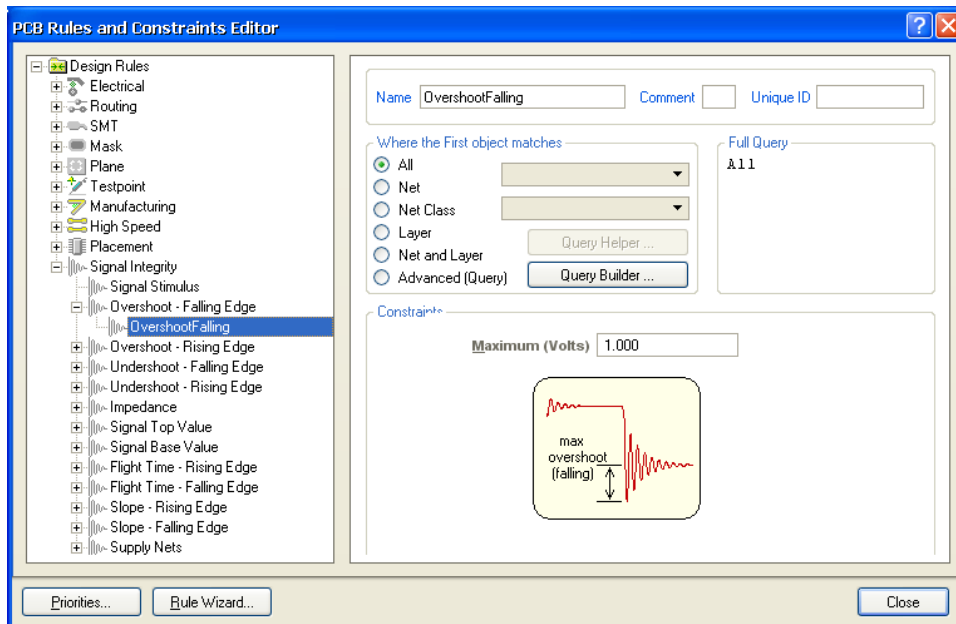 PCB Rules and Constraints Editor
Design Rules
Electrical
Routing
SMT
Mask
Plane
Testpoint
Manufacturing
High Speed
Placement
Signal Integrity
Signal Stimulus
Overshoot - Falling Edge
OvershootFalling
Overshoot - Rising Edge
Undershoot - Falling Edge
Undershoot - Rising Edge
Impedance
Signal Top Value
Signal Base Value
Flight Time - Rising Edge
Flight Time - Falling Edge
Slope - Rising Edge
Slope - Falling Edge
Supply Nets
Name OvershootFalling Comment Unique ID
Where the First object matches
All
Net
Net Class
Layer
Net and Layer
Advanced (Query)
Query Helper ...
Query Builder ...
Full Query
All
Constraints
Maximum (Volts) 1.000
max
overshoot
(falling)
Priorities... Rule Wizard... Close